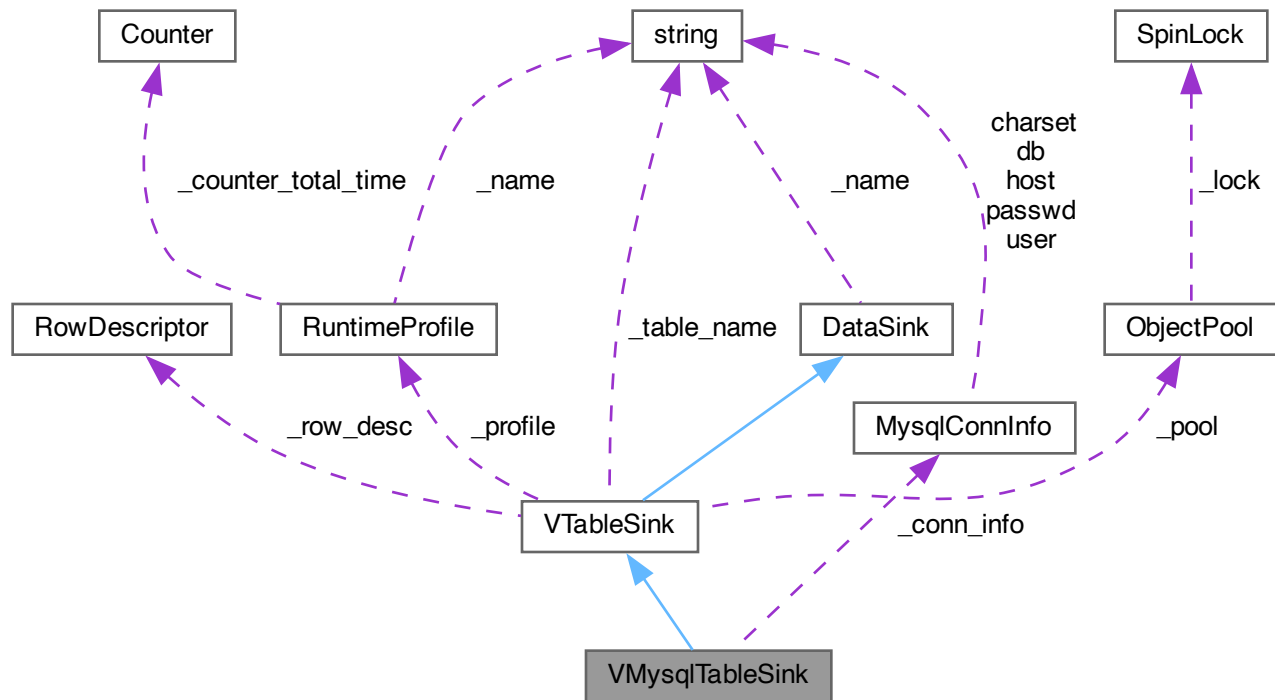 Counter
string
SpinLock
charset
db
host
passwd
user
_counter_total_time
_name
_name
_lock
RowDescriptor
RuntimeProfile
_table_name
DataSink
ObjectPool
_row_desc
_profile
MysqlConnInfo
_pool
VTableSink
_conn_info
VMysqlTableSink